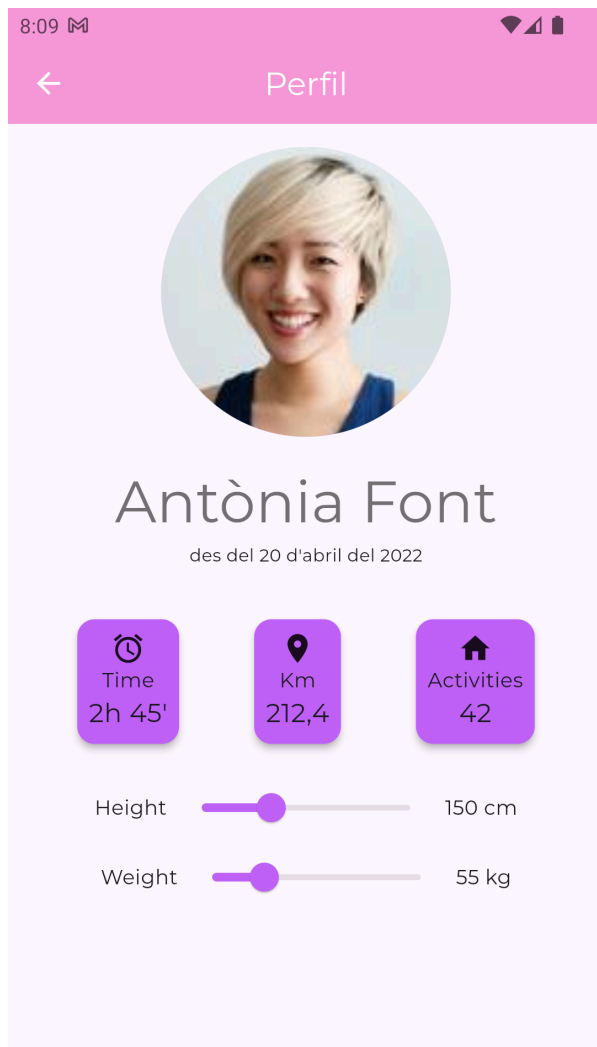 8:09
Perfil
Antònia Font
des del 20 d'abril del 2022
Time
2h 45'
Km
212,4
Activities
42
Height 150 cm
Weight 55 kg